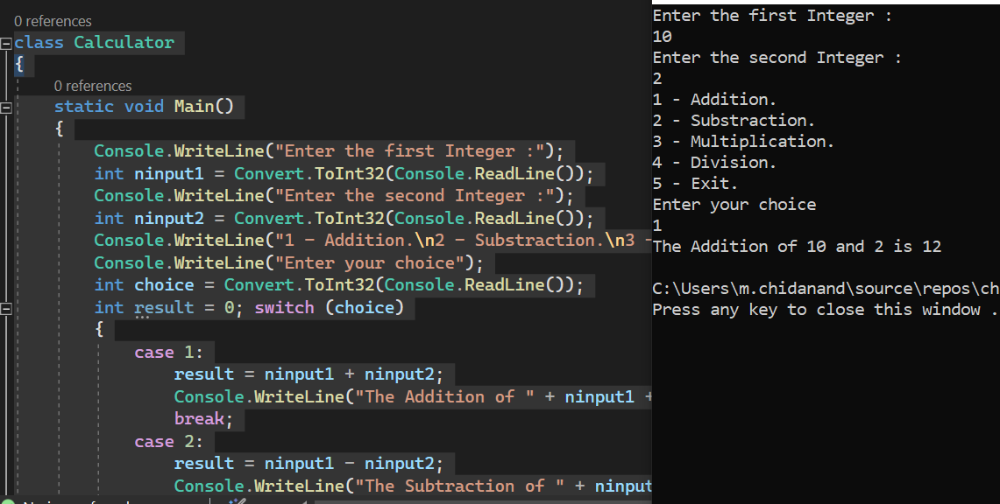 0 references
class Calculator
{
0 references
static void Main()
{
Console.WriteLine("Enter the first Integer :");
int ninput1 = Convert.ToInt32(Console.ReadLine());
Console.WriteLine("Enter the second Integer :");
int ninput2 = Convert.ToInt32(Console.ReadLine());
Console.WriteLine("1 - Addition.\n2 - Substraction.\n3 -
Console.WriteLine("Enter your choice");
int choice = Convert.ToInt32(Console.ReadLine());
int result = 0; switch (choice)
{
case 1:
result = ninput1 + ninput2;
Console.WriteLine("The Addition of " + ninput1 +
break;
case 2:
result = ninput1 - ninput2;
Console.WriteLine("The Subtraction of " + ninput
Enter the first Integer :
10
Enter the second Integer :
2
1 - Addition.
2 - Substraction.
3 - Multiplication.
4 - Division.
5 - Exit.
Enter your choice
1
The Addition of 10 and 2 is 12
C:\Users\m.chidanand\source\repos\ch
Press any key to close this window .